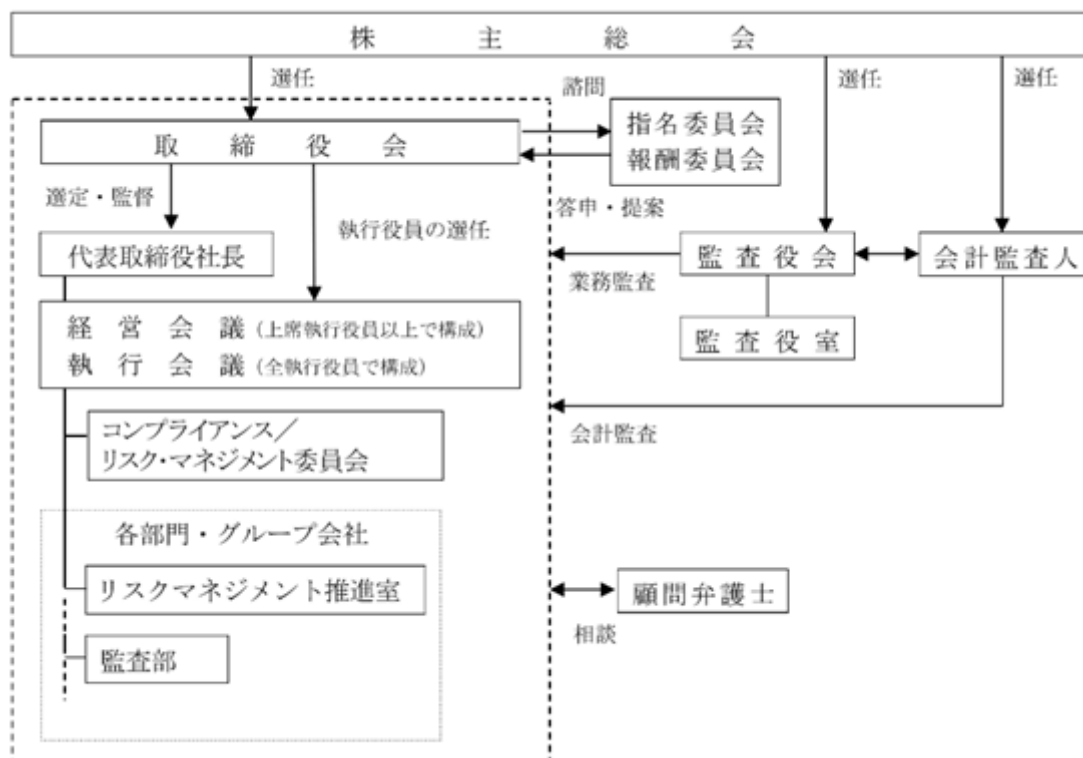 株主総会
選任
選任
選任
諮問
取締役会
指名委員会
報酬委員会
選定・監督
答申・提案
執行役員の選任
代表取締役社長
監査役会
会計監査人
業務監査
経営会議(上席執行役員以上で構成)
執行会議(全執行役員で構成)
監査役室
コンプライアンス/
リスク・マネジメント委員会
会計監査
各部門・グループ会社
リスクマネジメント推進室
顧問弁護士
相談
監査部